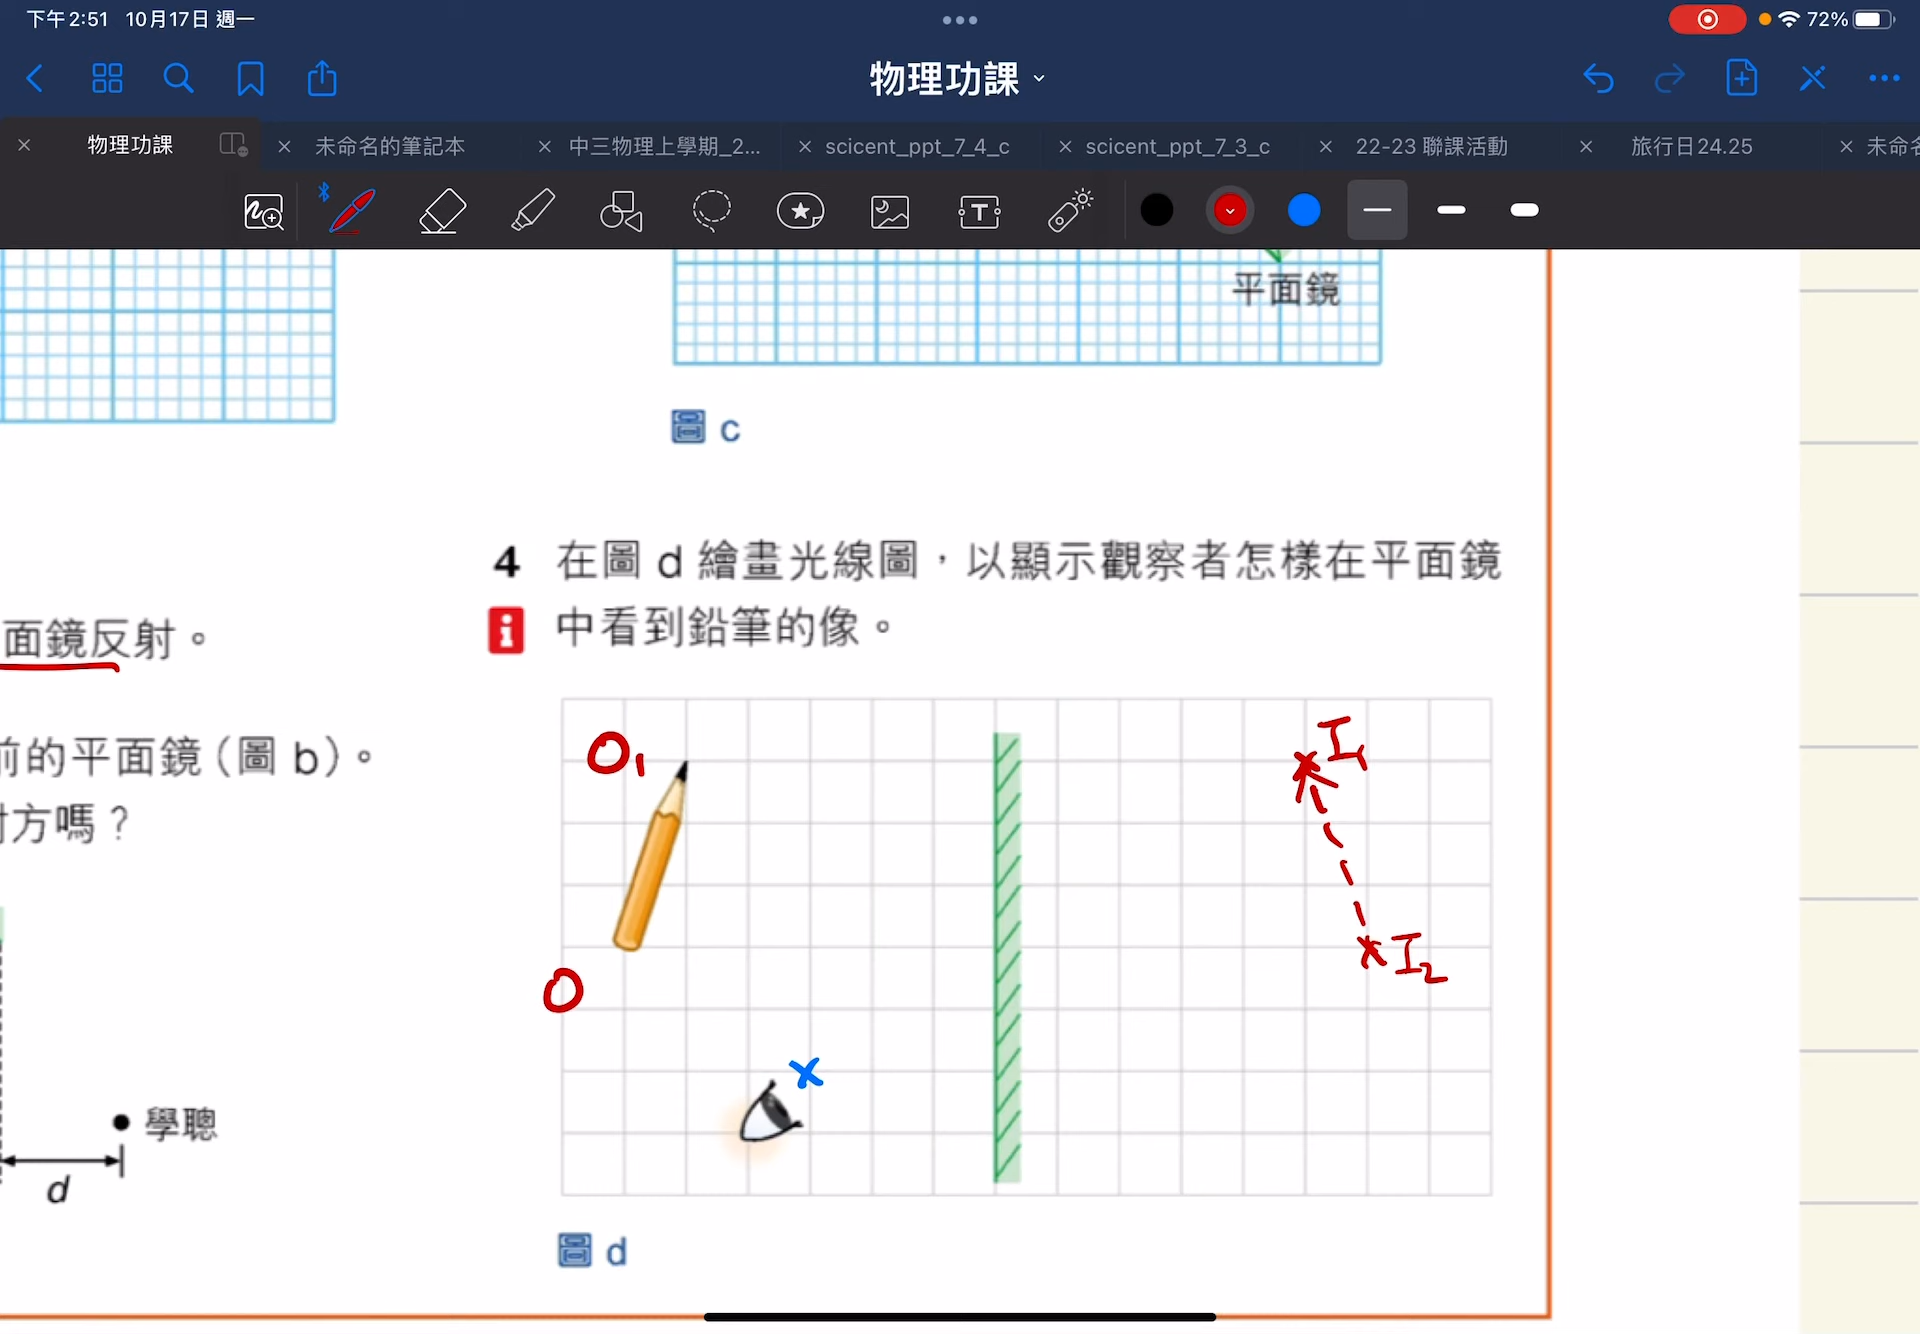 下午2:51 10月17日 週一
72%
物理功課
物理功課
未命名的筆記本
中三物理上學期_2...
scicent_ppt_7_4_c
scicent_ppt_7_3_c
22-23 聯課活動
旅行日24.25
未命名
T
平面鏡
圖 c
4 在圖 d 繪畫光線圖,以顯示觀察者怎樣在平面鏡
i 中看到鉛筆的像。
面鏡反射。
前的平面鏡(圖 b)。
對方嗎?
學聰
d
O₁
I₁
O
I₂
x
圖 d